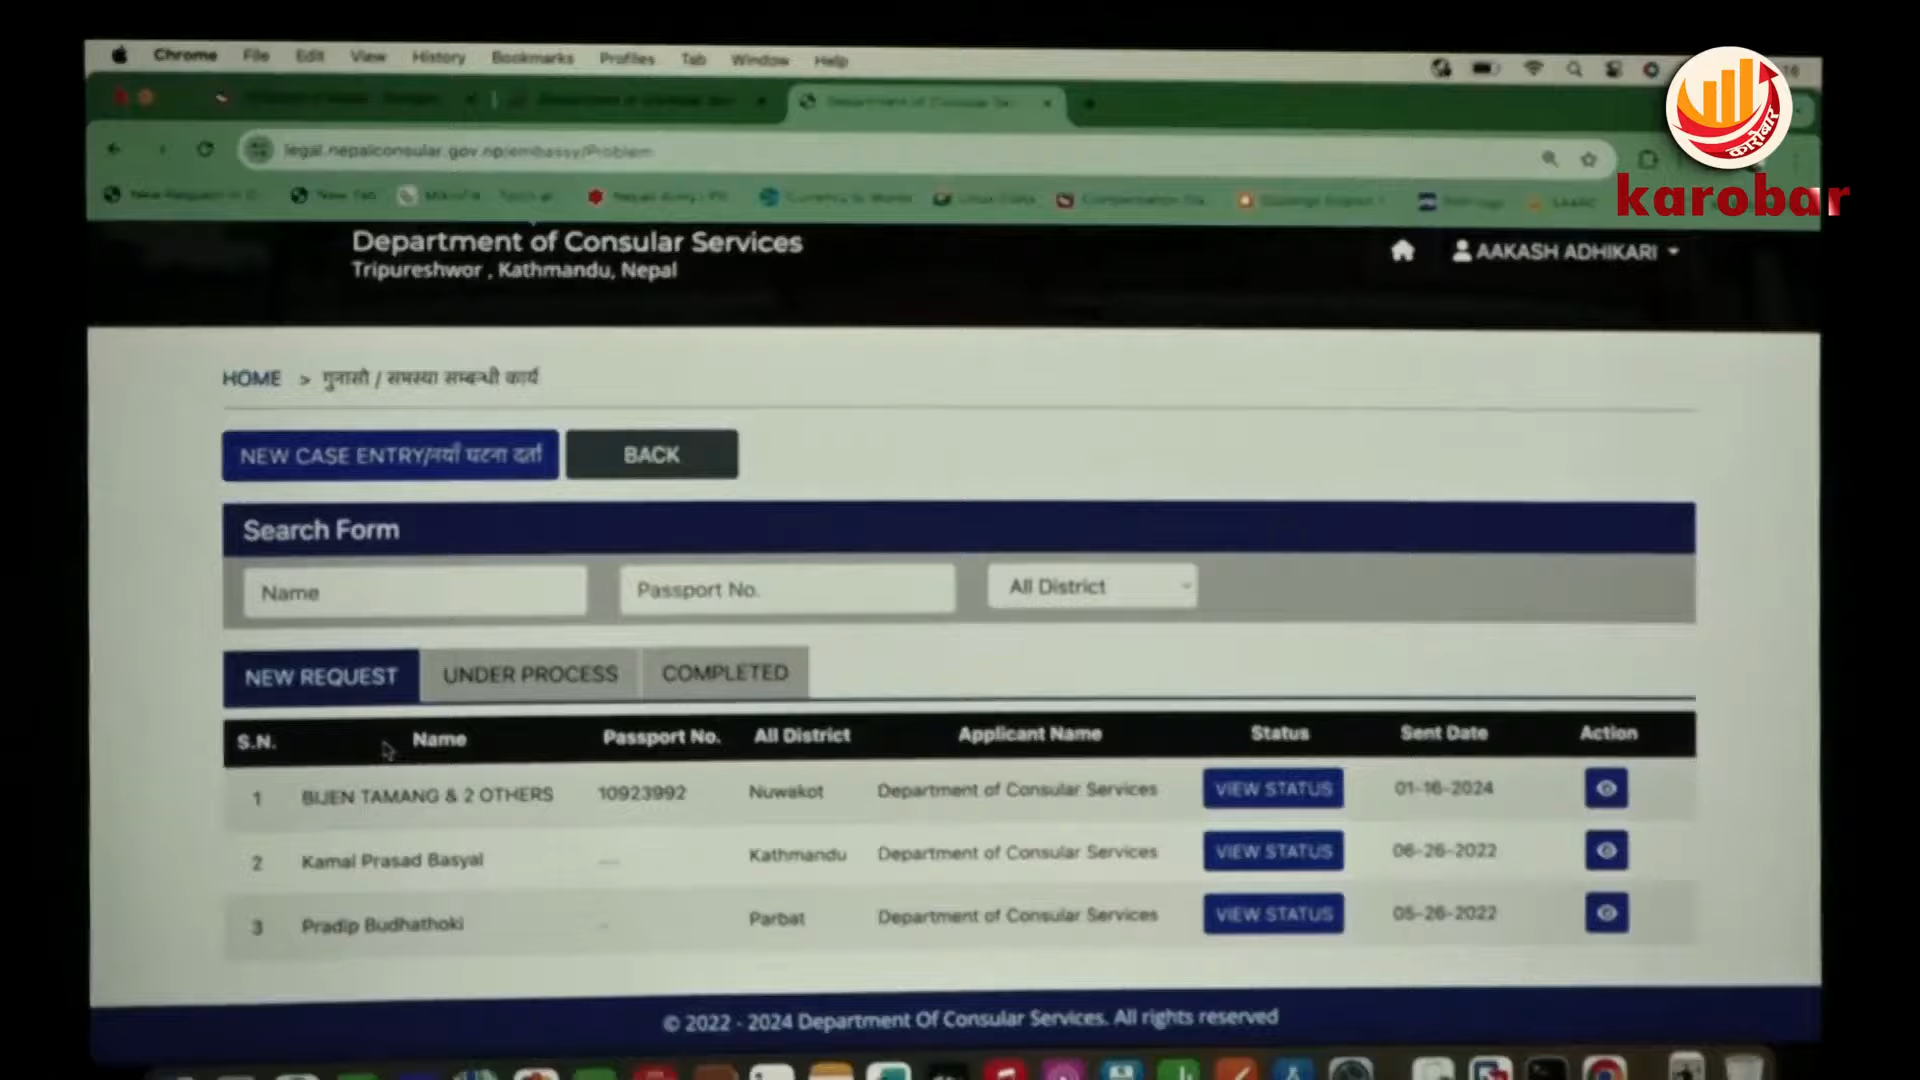 Chrome File Edit View History Bookmarks Profiles Tab Window Help
legal.nepalconsular.gov.np/embassy/Problem
New Tab
कारोबार
karobar
Department of Consular Services
Tripureshwor , Kathmandu, Nepal
AAKASH ADHIKARI
HOME > गुनासो / समस्या सम्बन्धी कार्य
NEW CASE ENTRY/नयाँ घटना दर्ता BACK
Search Form
Name Passport No. All District
NEW REQUEST UNDER PROCESS COMPLETED
S.N. Name Passport No. All District Applicant Name Status Sent Date Action
1 BIJEN TAMANG & 2 OTHERS 10923992 Nuwakot Department of Consular Services VIEW STATUS 01-16-2024
2 Kamal Prasad Basyal --- Kathmandu Department of Consular Services VIEW STATUS 06-26-2022
3 Pradip Budhathoki -- Parbat Department of Consular Services VIEW STATUS 05-26-2022
© 2022 - 2024 Department Of Consular Services. All rights reserved